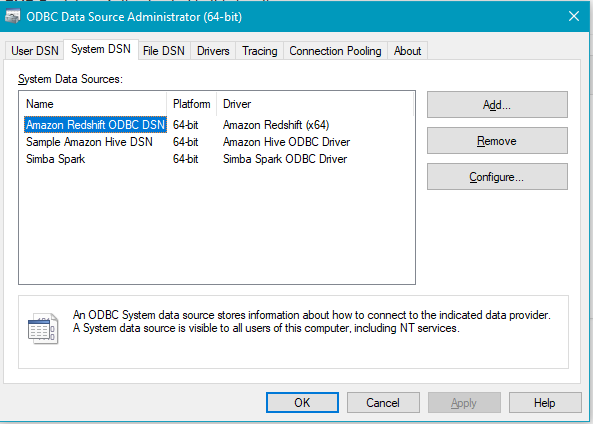 ODBC Data Source Administrator (64-bit)
User DSN System DSN File DSN Drivers Tracing Connection Pooling About
System Data Sources:
Name Platform Driver
Amazon Redshift ODBC DSN 64-bit Amazon Redshift (x64)
Sample Amazon Hive DSN 64-bit Amazon Hive ODBC Driver
Simba Spark 64-bit Simba Spark ODBC Driver
Add...
Remove
Configure...
An ODBC System data source stores information about how to connect to the indicated data provider.
A System data source is visible to all users of this computer, including NT services.
OK Cancel Apply Help